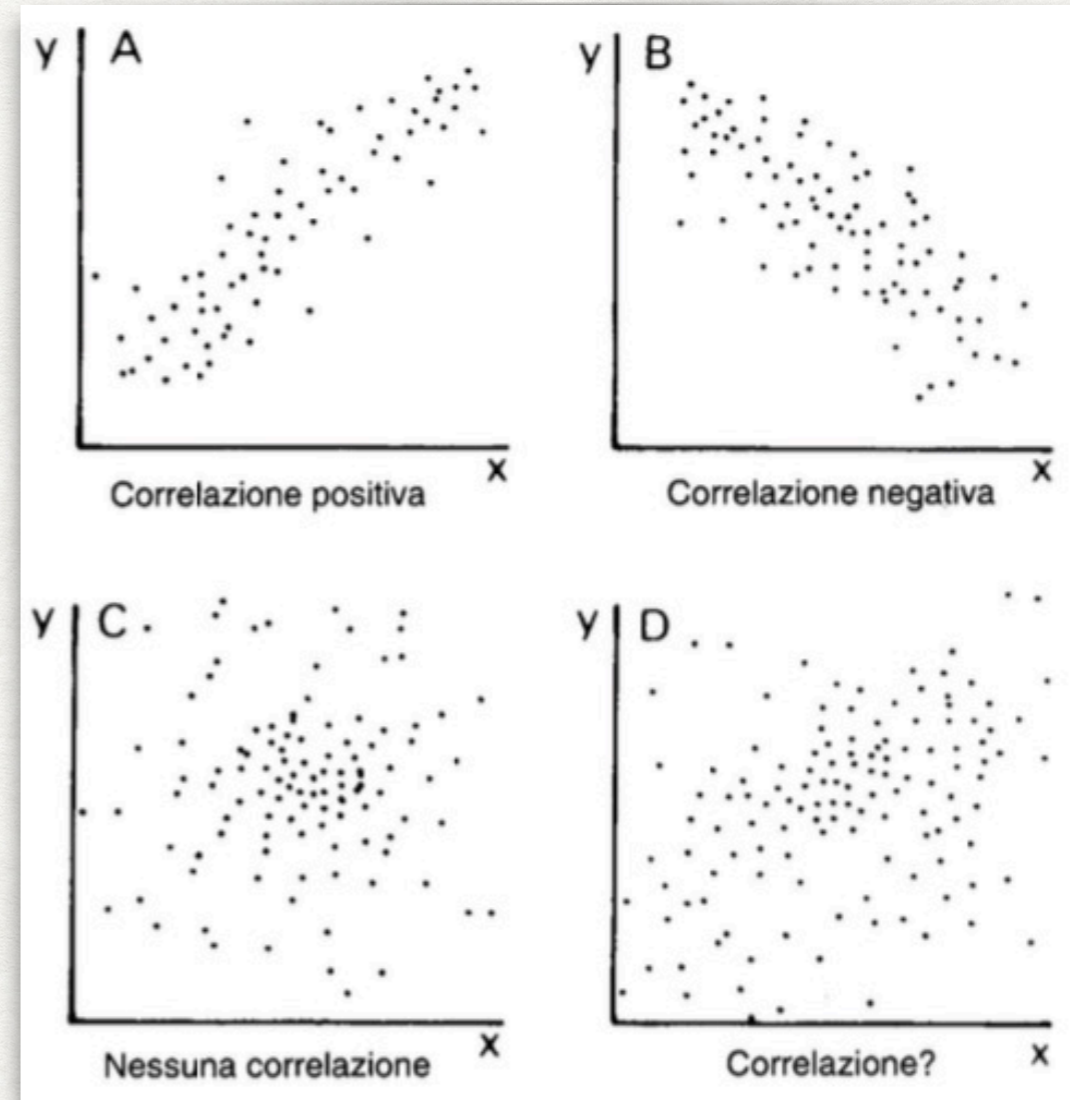 y A
x
Correlazione positiva
y B
x
Correlazione negativa
y C
x
Nessuna correlazione
y D
x
Correlazione?